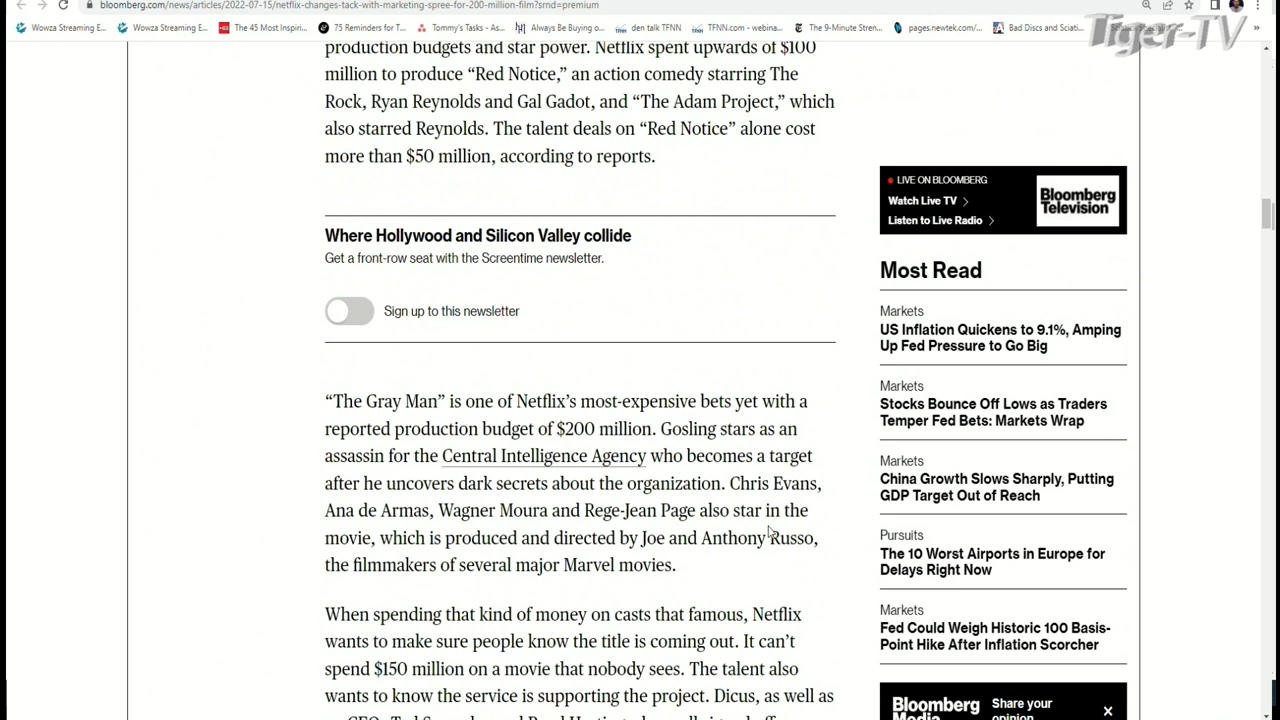 bloomberg.com/news/articles/2022-07-15/netflix-changes-tack-with-marketing-spree-for-200-million-film?srnd=premium
Wowza Streaming E... Wowza Streaming E... The 45 Most Inspiri... 75 Reminders for T... Tommy's Tasks - As... Always Be Buying o... den talk TFNN TFNN.com - webina... The 9-Minute Stren... pages.newtek.com/... Bad Discs and Sciati...
Tiger-TV
production budgets and star power. Netflix spent upwards of $100
million to produce “Red Notice,” an action comedy starring The
Rock, Ryan Reynolds and Gal Gadot, and “The Adam Project,” which
also starred Reynolds. The talent deals on “Red Notice” alone cost
more than $50 million, according to reports.
Where Hollywood and Silicon Valley collide
Get a front-row seat with the Screentime newsletter.
Sign up to this newsletter
“The Gray Man” is one of Netflix’s most-expensive bets yet with a
reported production budget of $200 million. Gosling stars as an
assassin for the Central Intelligence Agency who becomes a target
after he uncovers dark secrets about the organization. Chris Evans,
Ana de Armas, Wagner Moura and Rege-Jean Page also star in the
movie, which is produced and directed by Joe and Anthony Russo,
the filmmakers of several major Marvel movies.
When spending that kind of money on casts that famous, Netflix
wants to make sure people know the title is coming out. It can’t
spend $150 million on a movie that nobody sees. The talent also
wants to know the service is supporting the project. Dicus, as well as
LIVE ON BLOOMBERG
Watch Live TV
Listen to Live Radio
Bloomberg
Television
Most Read
Markets
US Inflation Quickens to 9.1%, Amping
Up Fed Pressure to Go Big
Markets
Stocks Bounce Off Lows as Traders
Temper Fed Bets: Markets Wrap
Markets
China Growth Slows Sharply, Putting
GDP Target Out of Reach
Pursuits
The 10 Worst Airports in Europe for
Delays Right Now
Markets
Fed Could Weigh Historic 100 Basis-
Point Hike After Inflation Scorcher
Bloomberg
Media
Share your
opinion